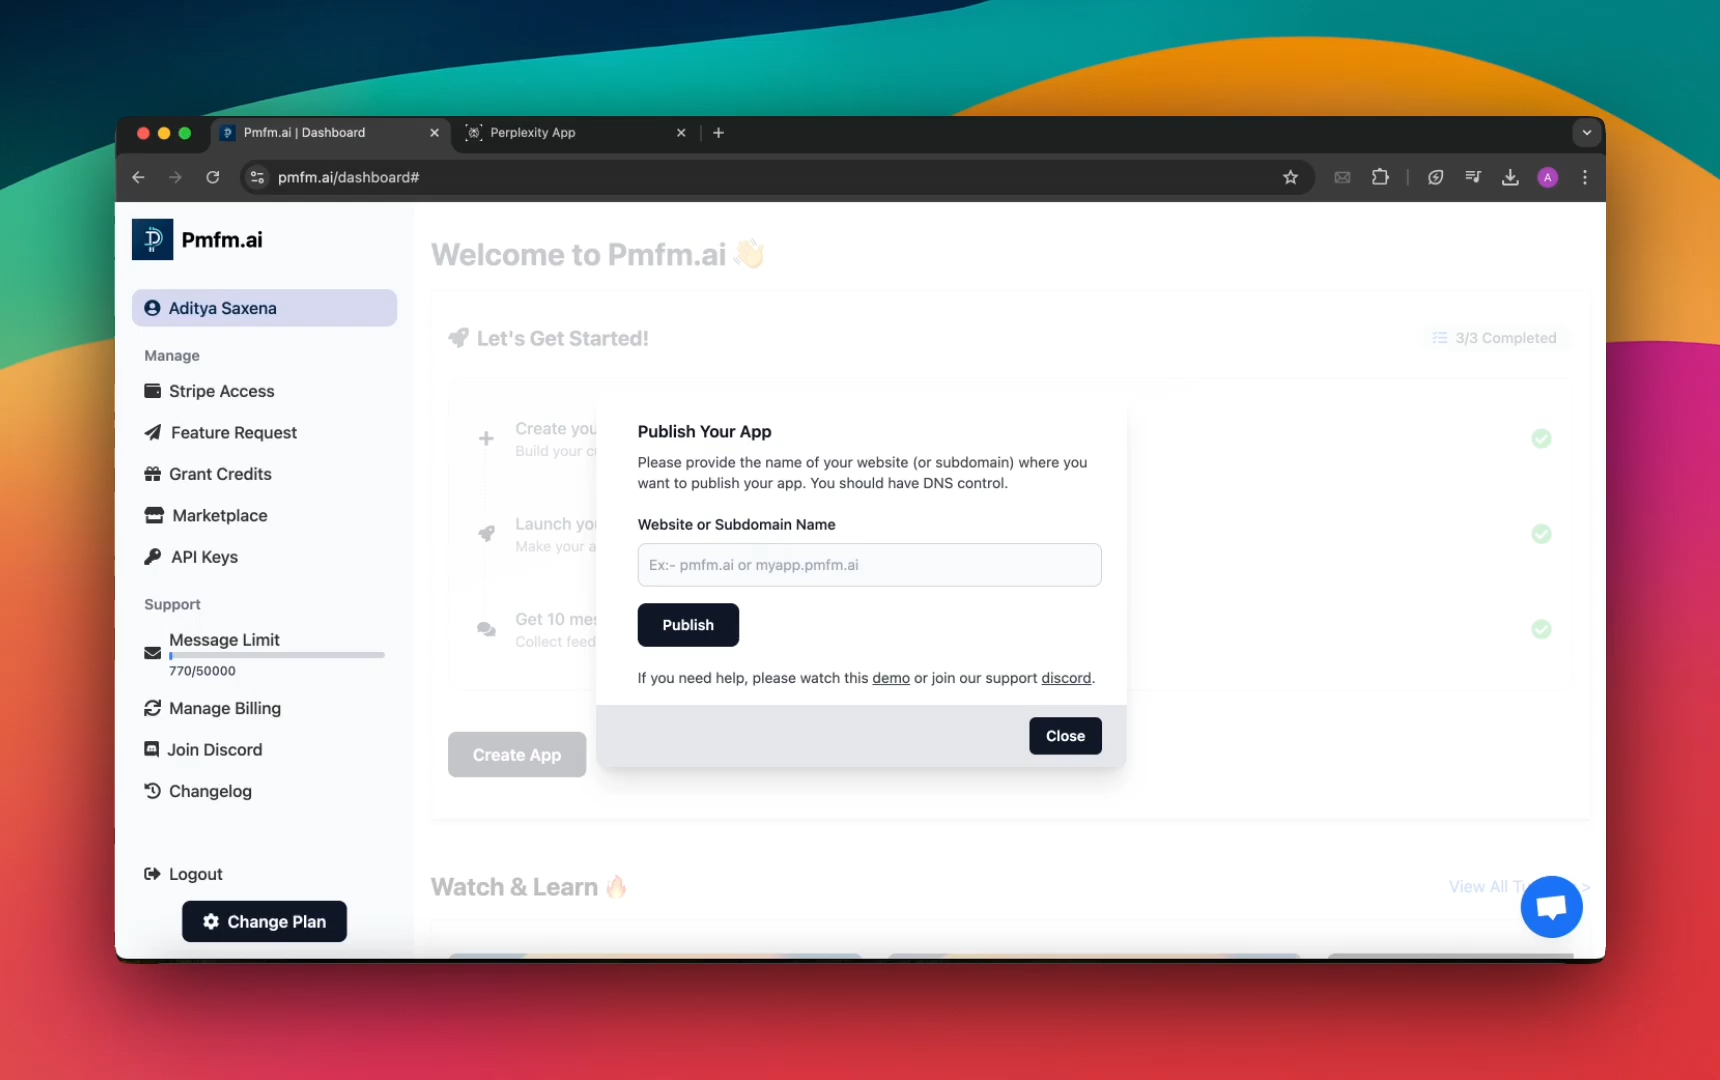 Pmfm.ai | Dashboard
Perplexity App
pmfm.ai/dashboard#
A
Pmfm.ai
Aditya Saxena
Manage
Stripe Access
Feature Request
Grant Credits
Marketplace
API Keys
Support
Message Limit
770/50000
Manage Billing
Join Discord
Changelog
Logout
Change Plan
Welcome to Pmfm.ai
Let's Get Started!
3/3 Completed
Create you
Build your c
Launch you
Make your a
Get 10 mes
Collect feed
Create App
Publish Your App
Please provide the name of your website (or subdomain) where you
want to publish your app. You should have DNS control.
Website or Subdomain Name
Ex:- pmfm.ai or myapp.pmfm.ai
Publish
If you need help, please watch this demo or join our support discord.
Close
Watch & Learn
View All Tu >